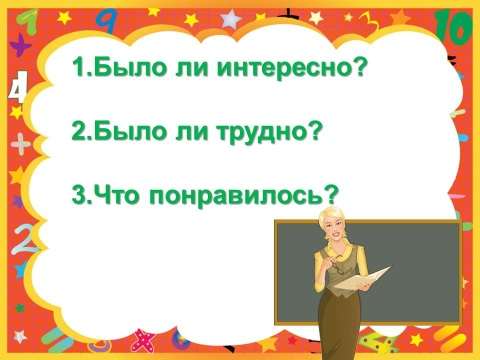 1.Было ли интересно?
2.Было ли трудно?
3.Что понравилось?